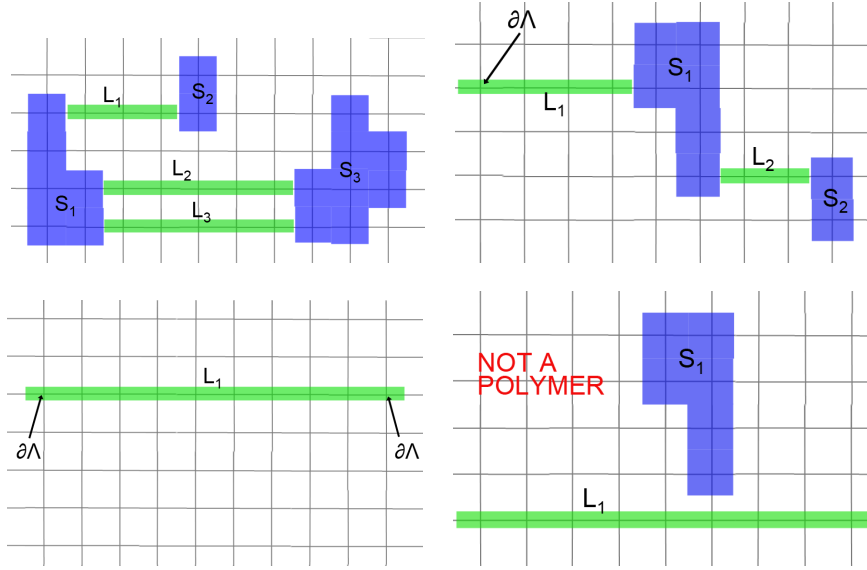 L₁
S₂
L₂
S₃
S₁
L₃
∂Λ
S₁
L₁
L₂
S₂
L₁
∂Λ
∂Λ
NOT A
POLYMER
S₁
L₁